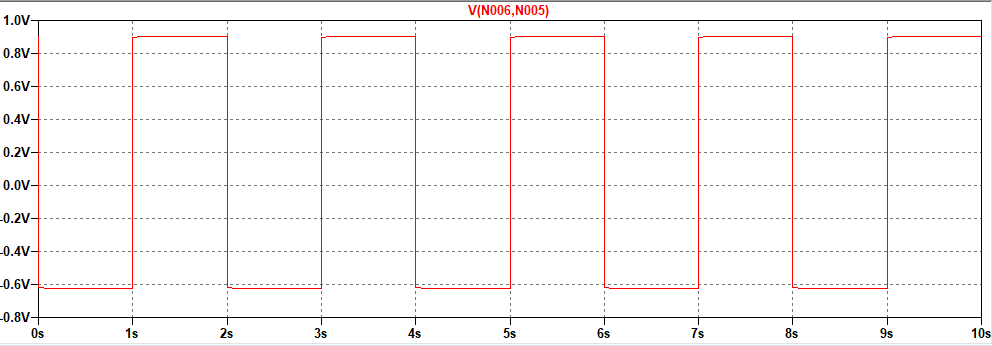 V(N006,N005)
1.0V
0.8V
0.6V
0.4V
0.2V
0.0V
-0.2V
-0.4V
-0.6V
-0.8V
0s 1s 2s 3s 4s 5s 6s 7s 8s 9s 10s